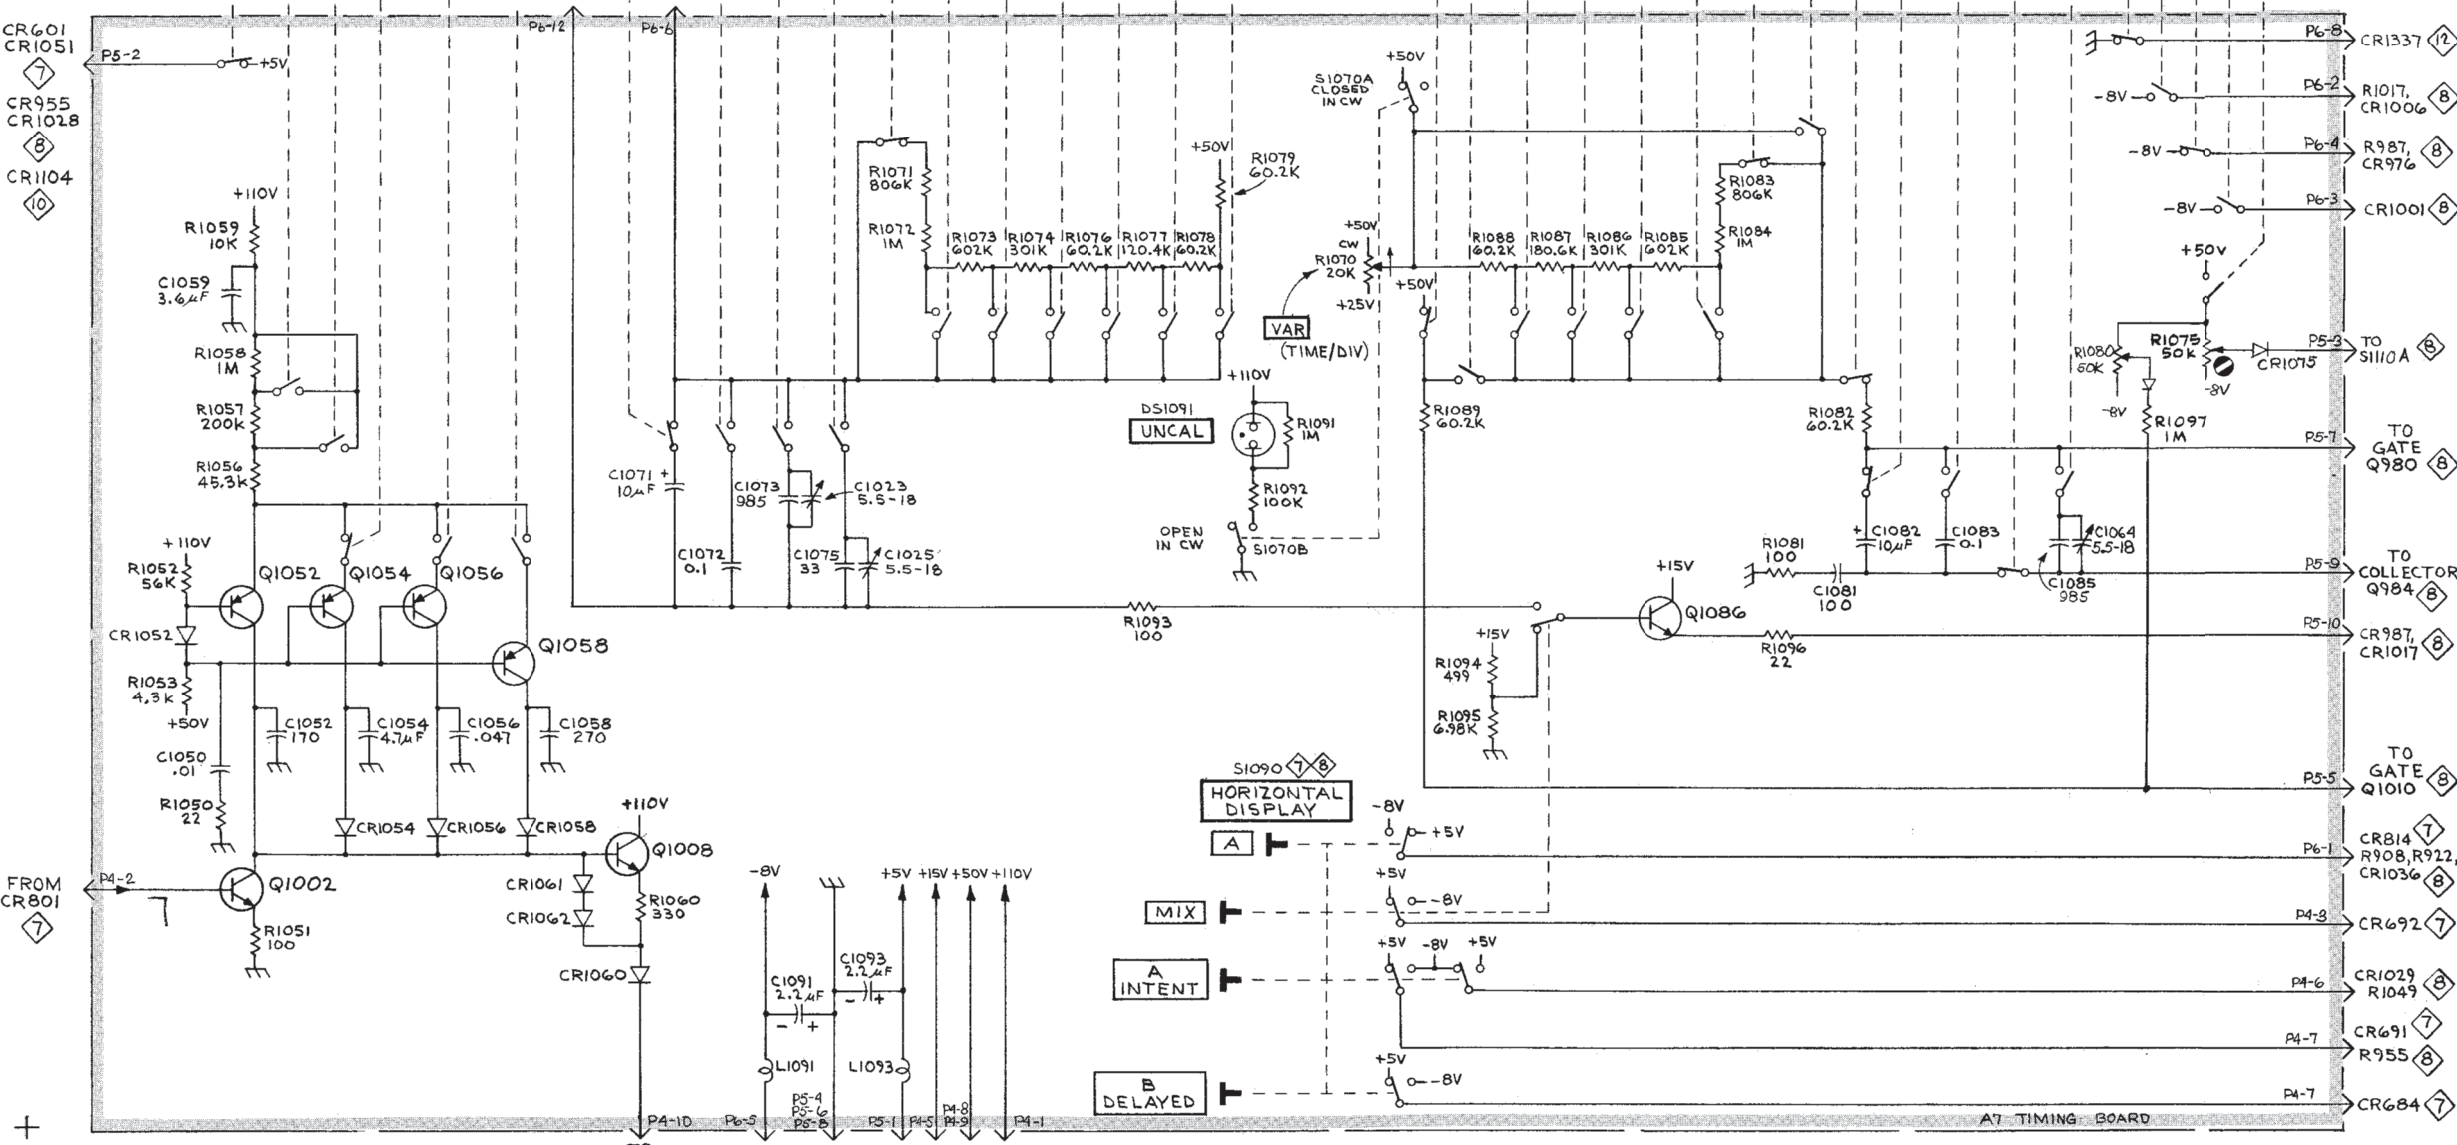 CR601
CR1051
7
CR955
CR1028
8
CR1104
10
P5-2
+5V
P6-12
P6-6
+110V
R1059
10K
C1059
3.6µF
R1058
1M
R1057
200K
R1056
45.3K
+110V
R1052
56K
Q1052
Q1054
Q1056
CR1052
Q1058
R1053
4.3K
+50V
C1052
170
C1054
4.7µF
C1056
.047
C1058
270
C1050
.01
R1050
22
CR1054
CR1056
CR1058
+110V
Q1008
FROM
CR801
7
P4-2
Q1002
R1051
100
CR1061
CR1062
R1060
330
CR1060
P4-10
R1071
806K
R1072
1M
R1073
602K
R1074
301K
R1076
60.2K
R1077
120.4K
R1078
60.2K
+50V
R1079
60.2K
C1071
+
10µF
C1072
0.1
C1073
985
C1023
5.5-18
C1075
33
C1025
5.5-18
R1093
100
S1070A
CLOSED
IN CW
+50V
+50V
CW
R1070
20K
+25V
VAR
(TIME/DIV)
+110V
DS1091
UNCAL
R1091
1M
R1092
100K
OPEN
IN CW
S1070B
+50V
R1088
60.2K
R1087
180.6K
R1086
301K
R1085
602K
R1083
806K
R1084
1M
R1089
60.2K
R1082
60.2K
+
C1082
10µF
C1083
0.1
C1064
5.5-18
C1085
985
R1081
100
C1081
100
+15V
Q1086
R1096
22
+15V
R1094
499
R1095
6.98K
+50V
R1080
50K
-8V
R1075
50K
-8V
CR1075
R1097
1M
-8V
-8V
-8V
P6-8
CR1337
12
P6-2
R1017,
CR1006
8
P6-4
R987,
CR976
8
P6-3
CR1001
8
P5-3
TO
S1110A
8
P5-7
TO
GATE
Q980
8
P5-9
TO
COLLECTOR
Q984
8
P5-10
CR987,
CR1017
8
P5-5
TO
GATE
Q1010
8
P6-1
CR814
7
R908, R922,
CR1036
8
P4-3
CR692
7
P4-6
CR1029
R1049
8
P4-7
CR691
7
R955
8
P4-7
CR684
7
S1090 7 8
HORIZONTAL
DISPLAY
A
-8V
+5V
MIX
+5V
-8V
A
INTENT
+5V
-8V
+5V
B
DELAYED
+5V
-8V
-8V
+5V
+15V
+50V
+110V
C1091
2.2µF
- +
C1093
2.2µF
- +
L1091
L1093
P6-5
P5-4
P5-6
P5-8
P5-1
P4-5
P4-8
P4-9
P4-1
A7 TIMING BOARD